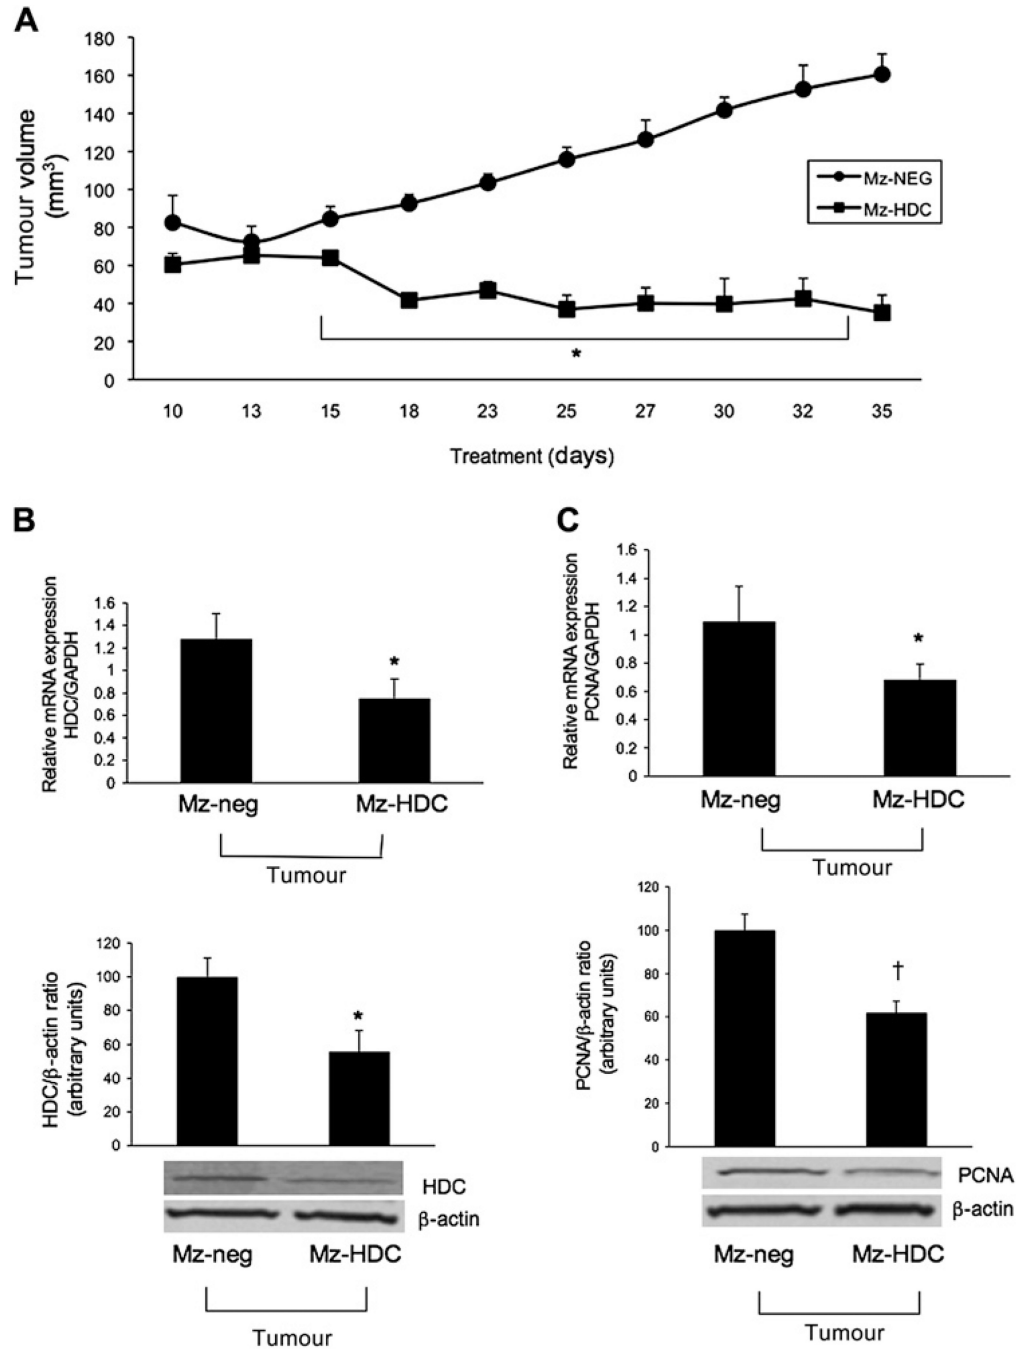 A
180
160
140
120
100
80
60
40
20
0
Tumour volume
(mm³)
Mz-NEG
Mz-HDC
*
10 13 15 18 23 25 27 30 32 35
Treatment (days)
B
Relative mRNA expression
HDC/GAPDH
1.6
1.4
1.2
1
0.8
0.6
0.4
0.2
0
*
Mz-neg Mz-HDC
Tumour
HDC/β-actin ratio
(arbitrary units)
120
100
80
60
40
20
0
*
HDC
β-actin
Mz-neg Mz-HDC
Tumour
C
Relative mRNA expression
PCNA/GAPDH
1.6
1.4
1.2
1
0.8
0.6
0.4
0.2
0
*
Mz-neg Mz-HDC
Tumour
PCNA/β-actin ratio
(arbitrary units)
120
100
80
60
40
20
0
†
PCNA
β-actin
Mz-neg Mz-HDC
Tumour